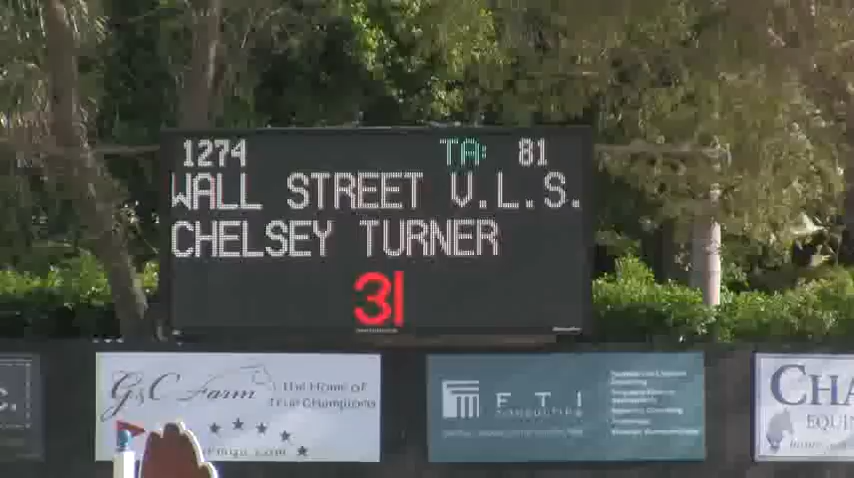 1274 TA: 81
WALL STREET V.L.S.
CHELSEY TURNER
31
C.
G&C Farm
The Home of
True Champions
FTI
CONSULTING
CHA
EQUIN